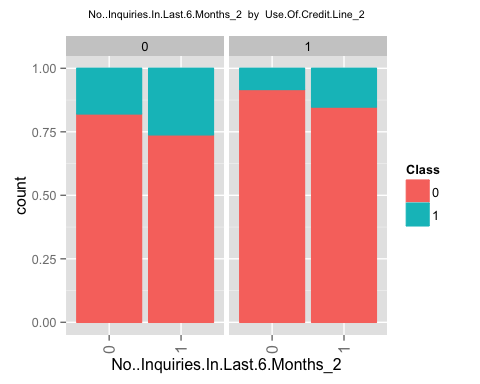 No..Inquiries.In.Last.6.Months_2 by Use.Of.Credit.Line_2
0 1
1.00
0.75
0.50
0.25
0.00
count
0 1 0 1
No..Inquiries.In.Last.6.Months_2
Class
0
1